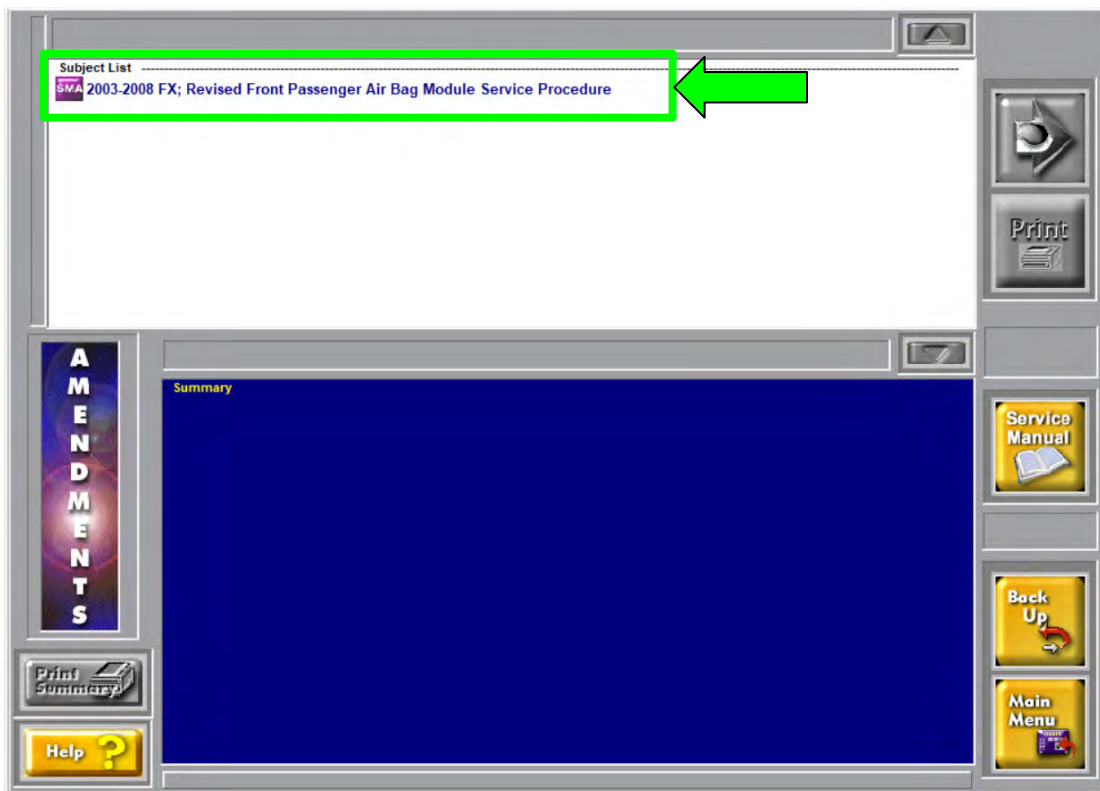 Subject List
SMA 2003-2008 FX; Revised Front Passenger Air Bag Module Service Procedure
Print
AMENDMENTS
Summary
Service
Manual
Back
Up
Print
Summary
Main
Menu
Help ?